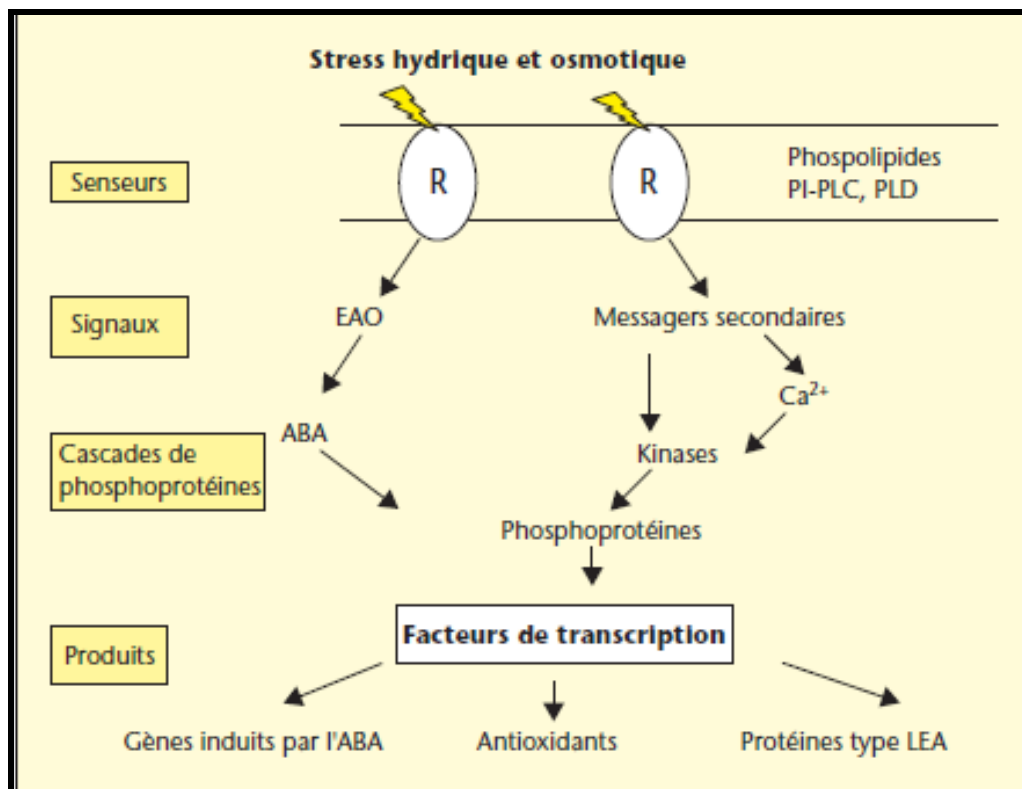 Stress hydrique et osmotique
Senseurs
R
R
Phospolipides
PI-PLC, PLD
Signaux
EAO
Messagers secondaires
Ca²⁺
ABA
Cascades de
phosphoprotéines
Kinases
Phosphoprotéines
Facteurs de transcription
Produits
Gènes induits par l'ABA
Antioxidants
Protéines type LEA